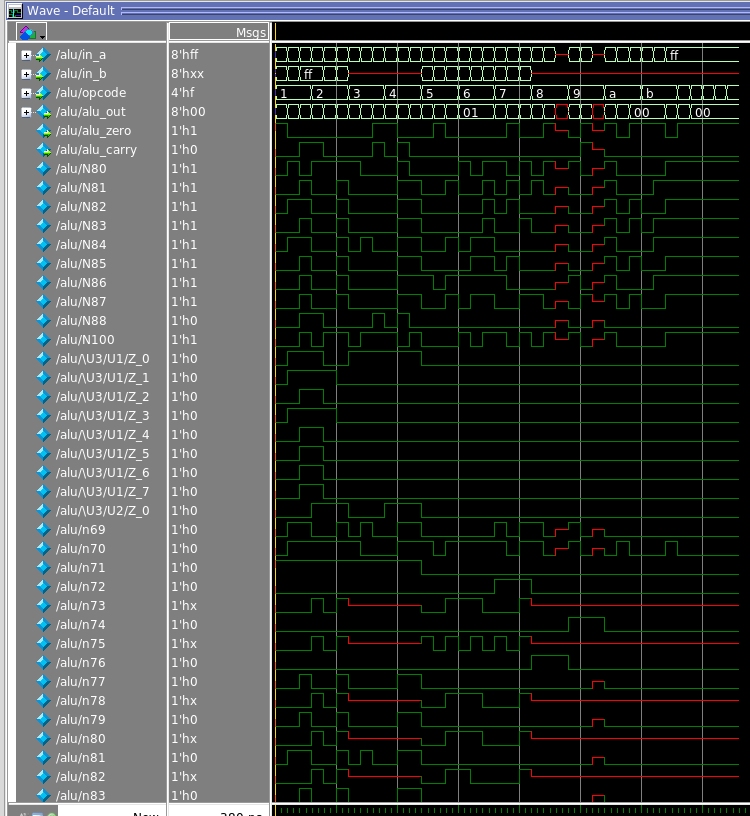 Wave - Default
Msgs
/alu/in_a 8'hff ff
/alu/in_b 8'hxx ff
/alu/opcode 4'hf 1 2 3 4 5 6 7 8 9 a b
/alu/alu_out 8'h00 01 00 00
/alu/alu_zero 1'h1
/alu/alu_carry 1'h0
/alu/N80 1'h1
/alu/N81 1'h1
/alu/N82 1'h1
/alu/N83 1'h1
/alu/N84 1'h1
/alu/N85 1'h1
/alu/N86 1'h1
/alu/N87 1'h1
/alu/N88 1'h0
/alu/N100 1'h1
/alu/\U3/U1/Z_0 1'h0
/alu/\U3/U1/Z_1 1'h0
/alu/\U3/U1/Z_2 1'h0
/alu/\U3/U1/Z_3 1'h0
/alu/\U3/U1/Z_4 1'h0
/alu/\U3/U1/Z_5 1'h0
/alu/\U3/U1/Z_6 1'h0
/alu/\U3/U1/Z_7 1'h0
/alu/\U3/U2/Z_0 1'h0
/alu/n69 1'h0
/alu/n70 1'h0
/alu/n71 1'h0
/alu/n72 1'h0
/alu/n73 1'hx
/alu/n74 1'h0
/alu/n75 1'hx
/alu/n76 1'h0
/alu/n77 1'h0
/alu/n78 1'hx
/alu/n79 1'h0
/alu/n80 1'hx
/alu/n81 1'h0
/alu/n82 1'hx
/alu/n83 1'h0